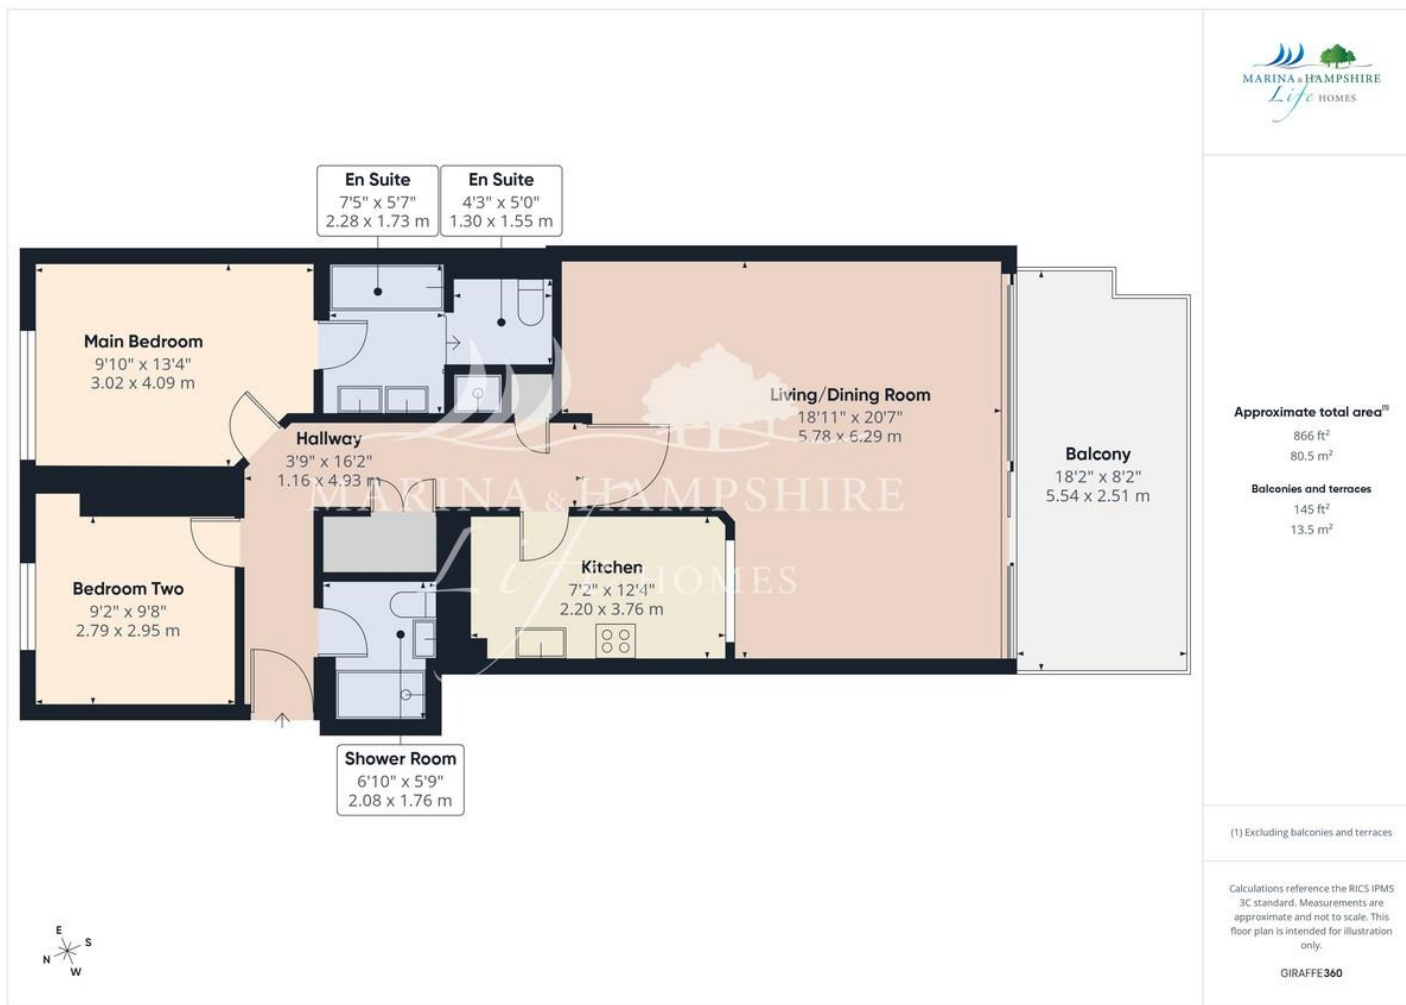 MARINA & HAMPSHIRE
Life HOMES
En Suite
7'5" x 5'7"
2.28 x 1.73 m
En Suite
4'3" x 5'0"
1.30 x 1.55 m
Main Bedroom
9'10" x 13'4"
3.02 x 4.09 m
Living/Dining Room
18'11" x 20'7"
5.78 x 6.29 m
Hallway
3'9" x 16'2"
1.16 x 4.93 m
Balcony
18'2" x 8'2"
5.54 x 2.51 m
MARINA & HAMPSHIRE
Life HOMES
Bedroom Two
9'2" x 9'8"
2.79 x 2.95 m
Kitchen
7'2" x 12'4"
2.20 x 3.76 m
Shower Room
6'10" x 5'9"
2.08 x 1.76 m
Approximate total area(1)
866 ft²
80.5 m²
Balconies and terraces
145 ft²
13.5 m²
(1) Excluding balconies and terraces
Calculations reference the RICS IPMS
3C standard. Measurements are
approximate and not to scale. This
floor plan is intended for illustration
only.
GIRAFFE360
E
S
N
W